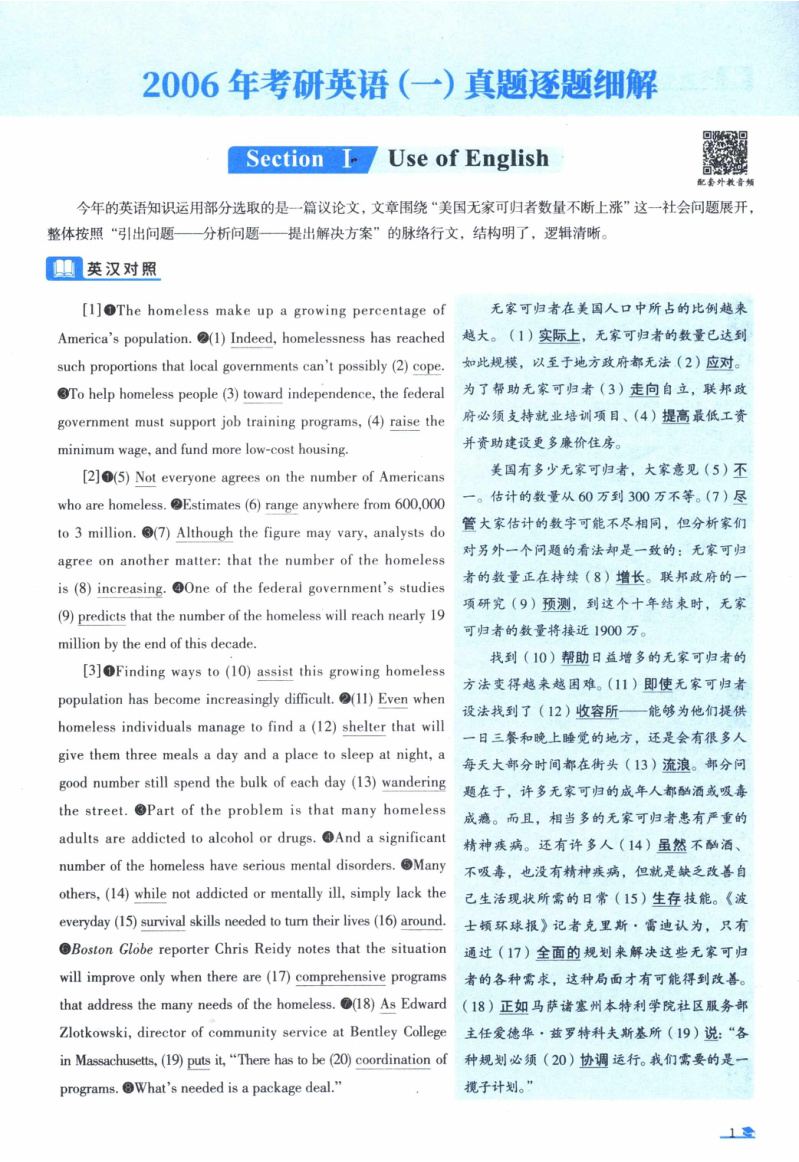 2006 年考研英语(一)真题逐题细解
Section I Use of English
配套外教音频
今年的英语知识运用部分选取的是一篇议论文，文章围绕“美国无家可归者数量不断上涨”这一社会问题展开，
整体按照“引出问题——分析问题——提出解决方案”的脉络行文，结构明了，逻辑清晰。
英汉对照
[1]❶The homeless make up a growing percentage of
America's population. ❷(1) Indeed, homelessness has reached
such proportions that local governments can't possibly (2) cope.
❸To help homeless people (3) toward independence, the federal
government must support job training programs, (4) raise the
minimum wage, and fund more low-cost housing.
[2]❶(5) Not everyone agrees on the number of Americans
who are homeless. ❷Estimates (6) range anywhere from 600,000
to 3 million. ❸(7) Although the figure may vary, analysts do
agree on another matter: that the number of the homeless
is (8) increasing. ❹One of the federal government's studies
(9) predicts that the number of the homeless will reach nearly 19
million by the end of this decade.
[3]❶Finding ways to (10) assist this growing homeless
population has become increasingly difficult. ❷(11) Even when
homeless individuals manage to find a (12) shelter that will
give them three meals a day and a place to sleep at night, a
good number still spend the bulk of each day (13) wandering
the street. ❸Part of the problem is that many homeless
adults are addicted to alcohol or drugs. ❹And a significant
number of the homeless have serious mental disorders. ❺Many
others, (14) while not addicted or mentally ill, simply lack the
everyday (15) survival skills needed to turn their lives (16) around.
❻Boston Globe reporter Chris Reidy notes that the situation
will improve only when there are (17) comprehensive programs
that address the many needs of the homeless. ❼(18) As Edward
Zlotkowski, director of community service at Bentley College
in Massachusetts, (19) puts it, "There has to be (20) coordination of
programs. ❽What's needed is a package deal."
无家可归者在美国人口中所占的比例越来
越大。(1)实际上，无家可归者的数量已达到
如此规模，以至于地方政府都无法(2)应对。
为了帮助无家可归者(3)走向自立，联邦政
府必须支持就业培训项目、(4)提高最低工资
并资助建设更多廉价住房。
美国有多少无家可归者，大家意见(5)不
一。估计的数量从60万到300万不等。(7)尽
管大家估计的数字可能不尽相同，但分析家们
对另外一个问题的看法却是一致的：无家可归
者的数量正在持续(8)增长。联邦政府的一
项研究(9)预测，到这个十年结束时，无家
可归者的数量将接近1900万。
找到(10)帮助日益增多的无家可归者的
方法变得越来越困难。(11)即使无家可归者
设法找到了(12)收容所——能够为他们提供
一日三餐和晚上睡觉的地方，还是会有很多人
每天大部分时间都在街头(13)流浪。部分问
题在于，许多无家可归的成年人都酗酒或吸毒
成瘾。而且，相当多的无家可归者患有严重的
精神疾病。还有许多人(14)虽然不酗酒、
不吸毒，也没有精神疾病，但就是缺乏改善自
己生活现状所需的日常(15)生存技能。《波
士顿环球报》记者克里斯·雷迪认为，只有
通过(17)全面的规划来解决这些无家可归
者的各种需求，这种局面才有可能得到改善。
(18)正如马萨诸塞州本特利学院社区服务部
主任爱德华·兹罗特科夫斯基所(19)说：“各
种规划必须(20)协调运行。我们需要的是一
揽子计划。”
1